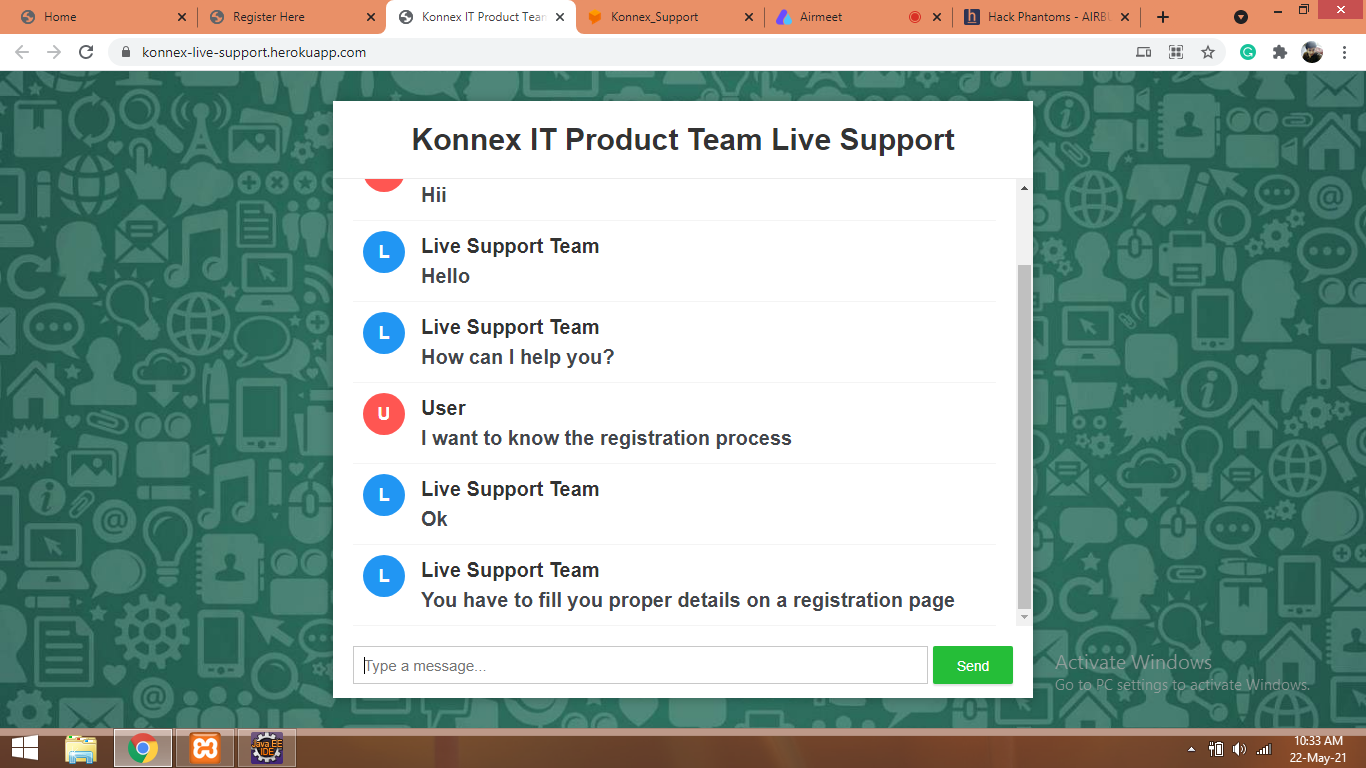 Home
Register Here
Konnex IT Product Team
Konnex_Support
Airmeet
Hack Phantoms - AIRBU
konnex-live-support.herokuapp.com
Konnex IT Product Team Live Support
Hii
L
Live Support Team
Hello
L
Live Support Team
How can I help you?
U
User
I want to know the registration process
L
Live Support Team
Ok
L
Live Support Team
You have to fill you proper details on a registration page
Type a message...
Send
Activate Windows
Go to PC settings to activate Windows.
Java EE
IDE
10:33 AM
22-May-21